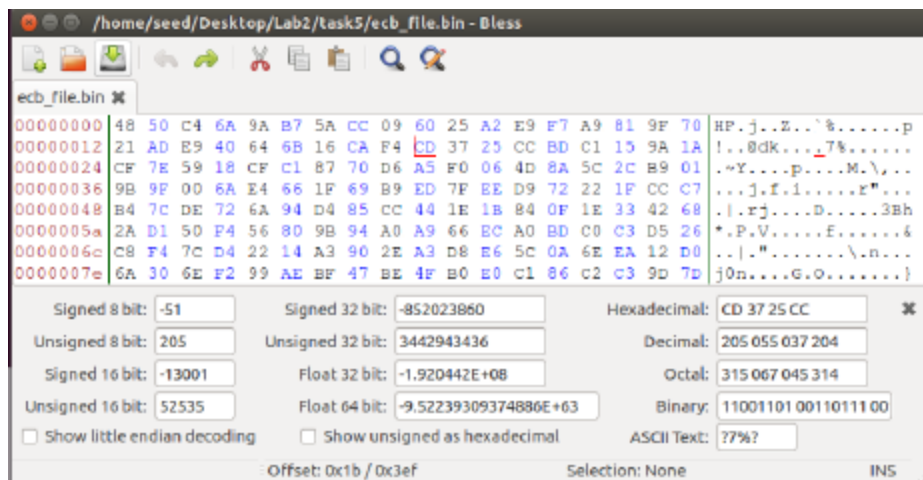 /home/seed/Desktop/Lab2/task5/ecb_file.bin - Bless
ecb_file.bin
00000000 48 50 C4 6A 9A B7 5A CC 09 60 25 A2 E9 F7 A9 81 9F 70 HP.j..Z..`%.......p
00000012 21 AD E9 40 64 6B 16 CA F4 CD 37 25 CC BD C1 15 9A 1A !..@dk....7%......
00000024 CF 7E 59 18 CF C1 87 70 D6 A5 F0 06 4D 8A 5C 2C B9 01 .~Y....p....M.\,..
00000036 9B 9F 00 6A E4 66 1F 69 B9 ED 7F EE D9 72 22 1F CC C7 ...j.f.i.....r"...
00000048 B4 7C DE 72 6A 94 D4 85 CC 44 1E 1B 84 0F 1E 33 42 68 .|.rj....D.....3Bh
0000005a 2A D1 50 F4 56 80 9B 94 A0 A9 66 EC A0 BD C0 C3 D5 26 *.P.V.....f......&
0000006c C8 F4 7C D4 22 14 A3 90 2E A3 D8 E6 5C 0A 6E EA 12 D0 ..|.".......\.n...
0000007e 6A 30 6E F2 99 AE BF 47 BE 4F B0 E0 C1 86 C2 C3 9D 7D j0n....G.O.......}
Signed 8 bit: -51 Signed 32 bit: -852023860 Hexadecimal: CD 37 25 CC
Unsigned 8 bit: 205 Unsigned 32 bit: 3442943436 Decimal: 205 055 037 204
Signed 16 bit: -13001 Float 32 bit: -1.920442E+08 Octal: 315 067 045 314
Unsigned 16 bit: 52535 Float 64 bit: -9.52239309374886E+63 Binary: 11001101 00110111 00
Show little endian decoding Show unsigned as hexadecimal ASCII Text: ?7%?
Offset: 0x1b / 0x3ef Selection: None INS